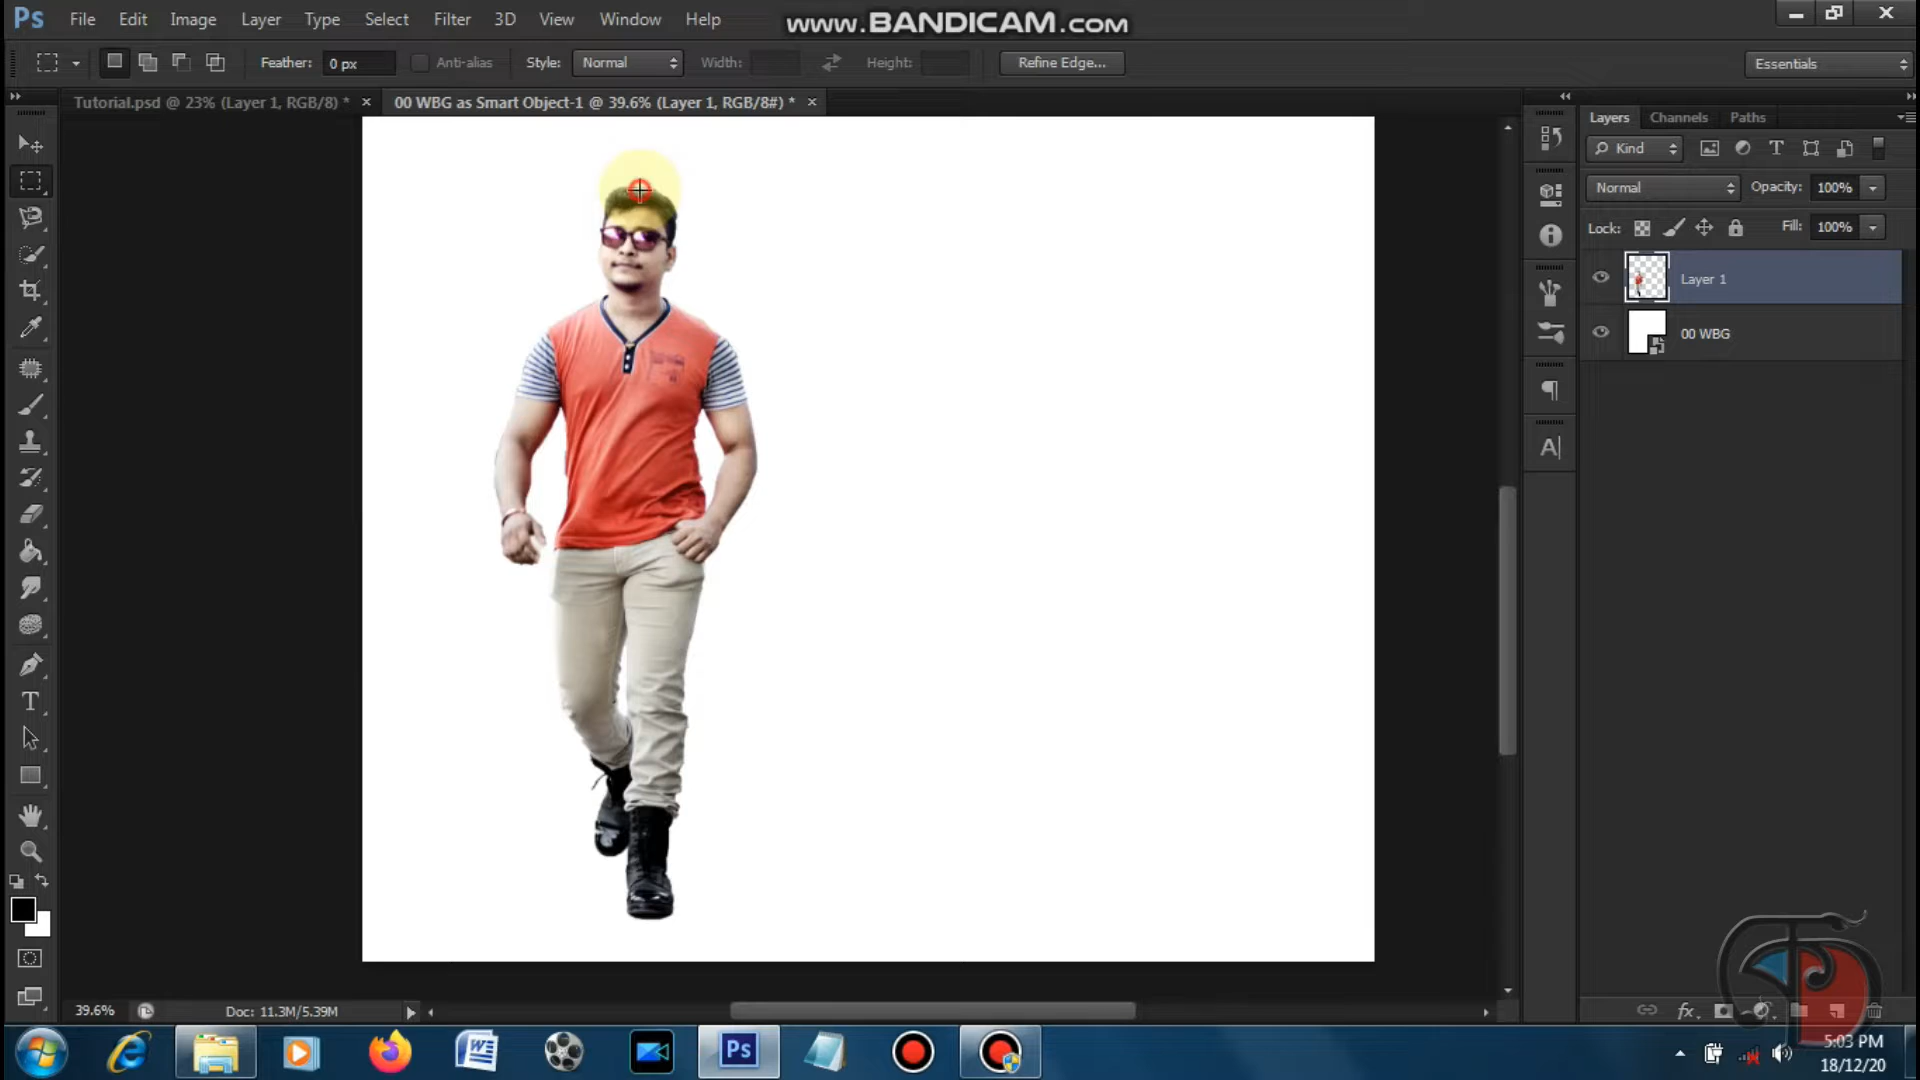 www.BANDICAM.com
Ps File Edit Image Layer Type Select Filter 3D View Window Help
Feather: 0 px Anti-alias Style: Normal Width: Height: Refine Edge... Essentials
Tutorial.psd @ 23% (Layer 1, RGB/8) * × 00 WBG as Smart Object-1 @ 39.6% (Layer 1, RGB/8#) * ×
Layers Channels Paths
Kind
Normal Opacity: 100%
Lock: Fill: 100%
Layer 1
00 WBG
39.6% Doc: 11.3M/5.39M
fx
Ps
5:03 PM
18/12/20